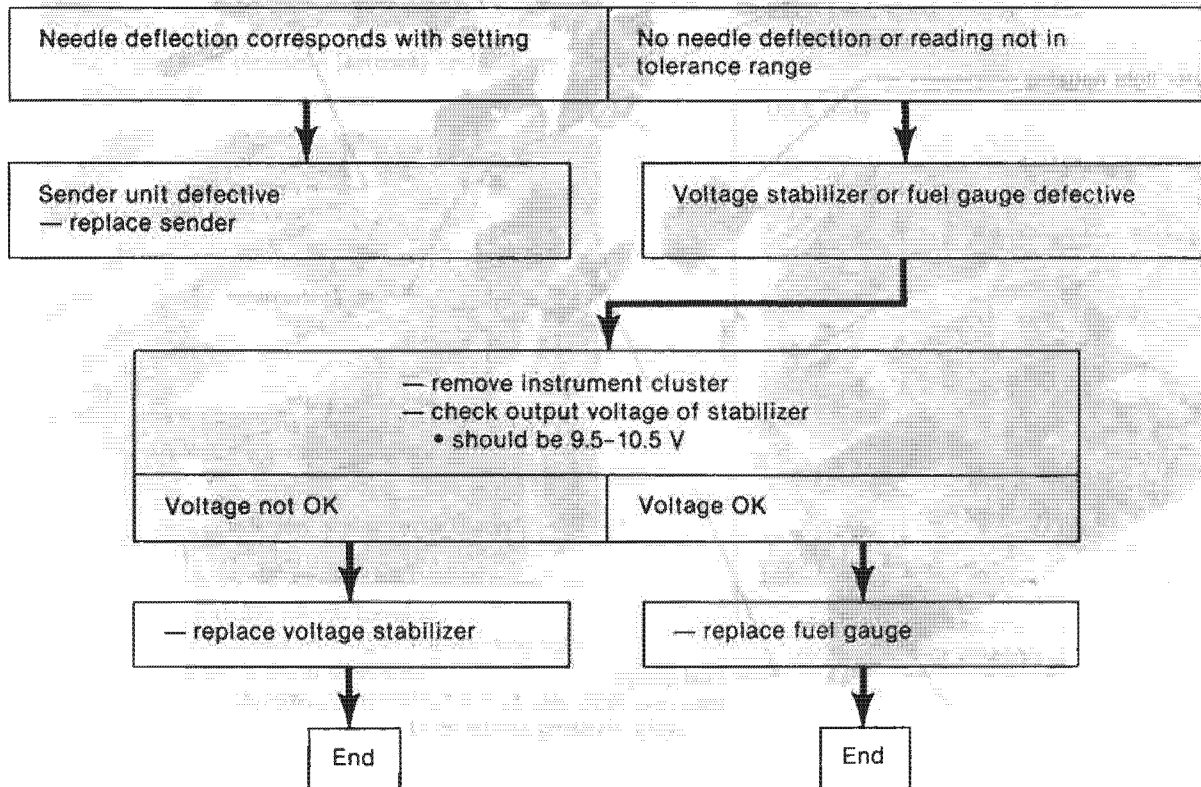 Needle deflection corresponds with setting
No needle deflection or reading not in
tolerance range
Sender unit defective
— replace sender
Voltage stabilizer or fuel gauge defective
— remove instrument cluster
— check output voltage of stabilizer
• should be 9.5–10.5 V
Voltage not OK
Voltage OK
— replace voltage stabilizer
— replace fuel gauge
End
End